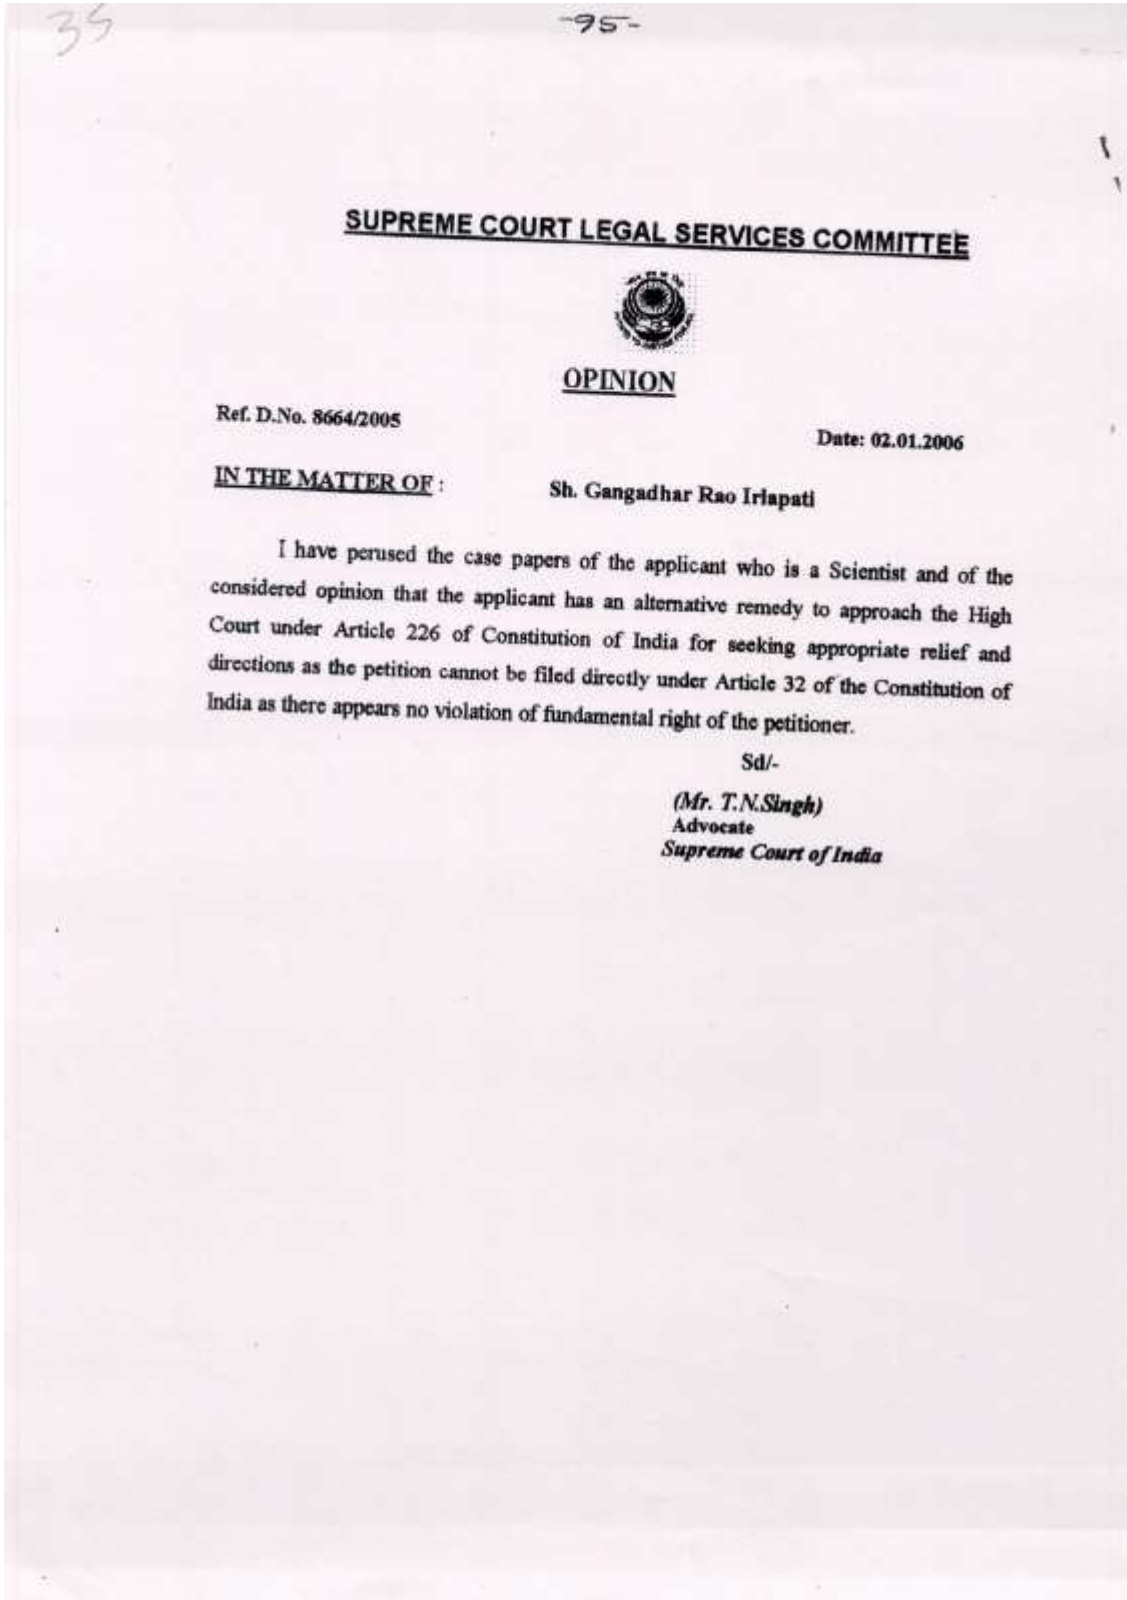 35
-95-
SUPREME COURT LEGAL SERVICES COMMITTEE
OPINION
Ref. D.No. 8664/2005
Date: 02.01.2006
IN THE MATTER OF :
Sh. Gangadhar Rao Irlapati
I have perused the case papers of the applicant who is a Scientist and of the
considered opinion that the applicant has an alternative remedy to approach the High
Court under Article 226 of Constitution of India for seeking appropriate relief and
directions as the petition cannot be filed directly under Article 32 of the Constitution of
India as there appears no violation of fundamental right of the petitioner.
Sd/-
(Mr. T.N.Singh)
Advocate
Supreme Court of India